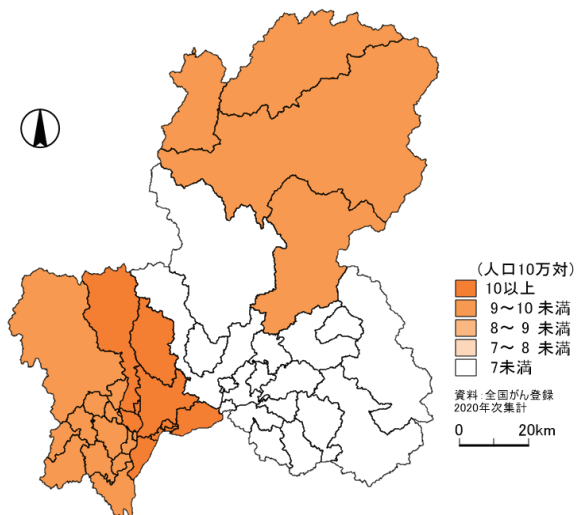 (人口10万対)
10以上
9～10 未満
8～ 9 未満
7～ 8 未満
7未満
資料:全国がん登録
2020年次集計
0 20km